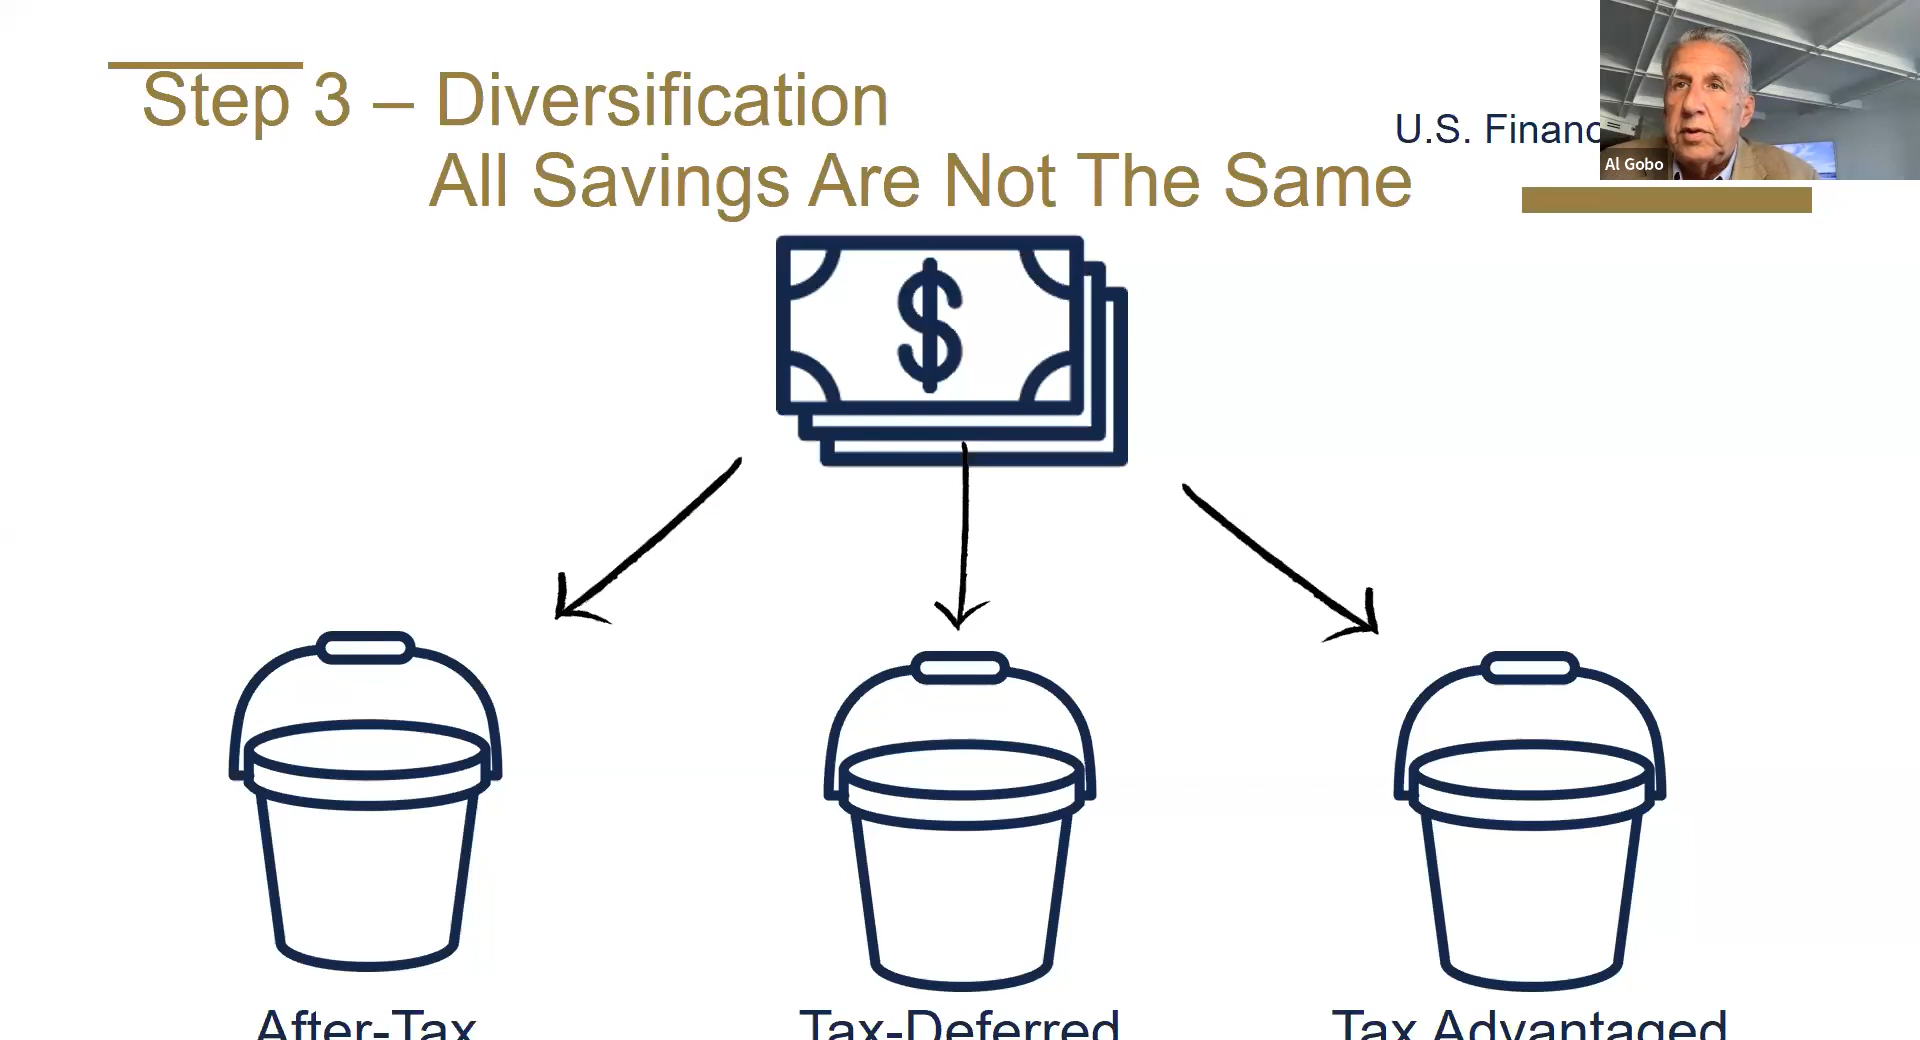 Step 3 – Diversification
All Savings Are Not The Same
U.S. Financ
Al Gobo
$
After-Tax
Tax-Deferred
Tax Advantaged